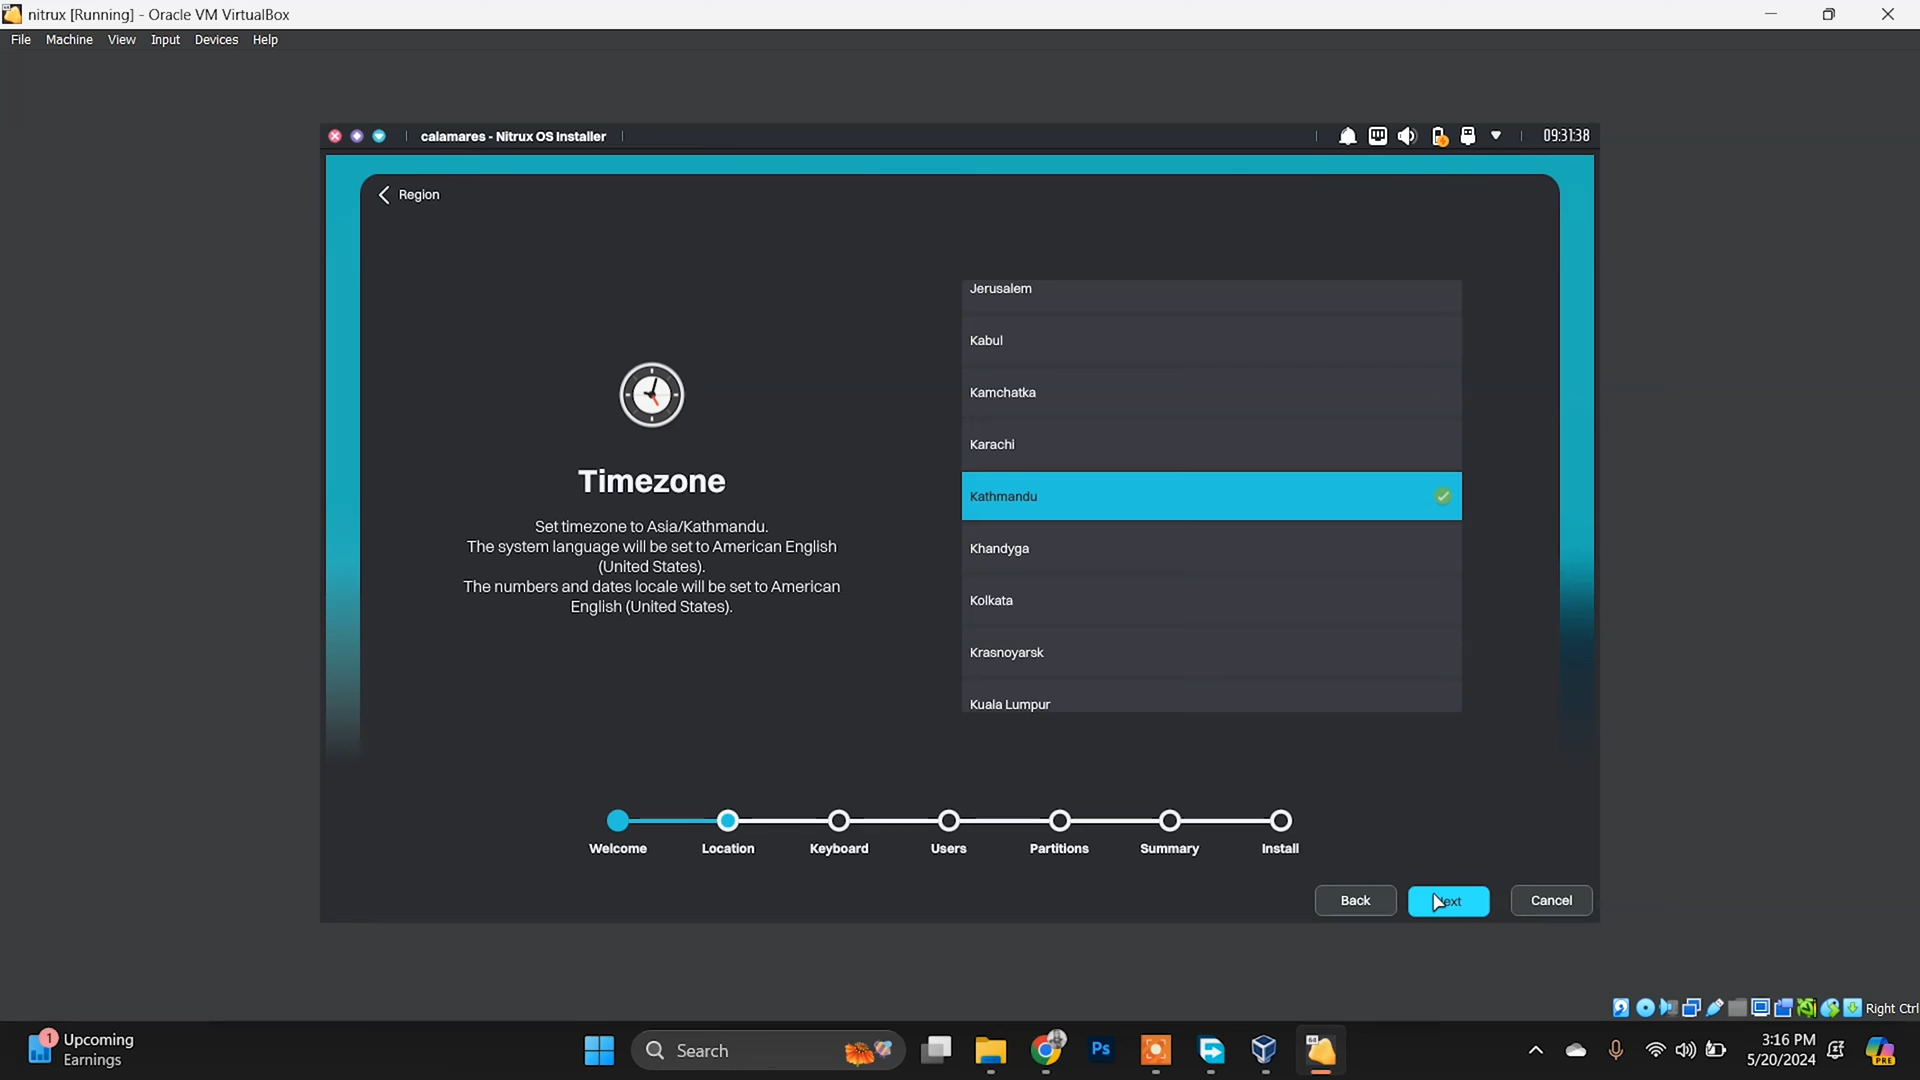 nitrux [Running] - Oracle VM VirtualBox
File Machine View Input Devices Help
calamares - Nitrux OS Installer
09:31:38
Region
Jerusalem
Kabul
Kamchatka
Karachi
Kathmandu
Khandyga
Kolkata
Krasnoyarsk
Kuala Lumpur
Timezone
Set timezone to Asia/Kathmandu.
The system language will be set to American English
(United States).
The numbers and dates locale will be set to American
English (United States).
Welcome Location Keyboard Users Partitions Summary Install
Back Next Cancel
Right Ctrl
1
Upcoming
Earnings
Search
Ps
64
3:16 PM
5/20/2024
PRE